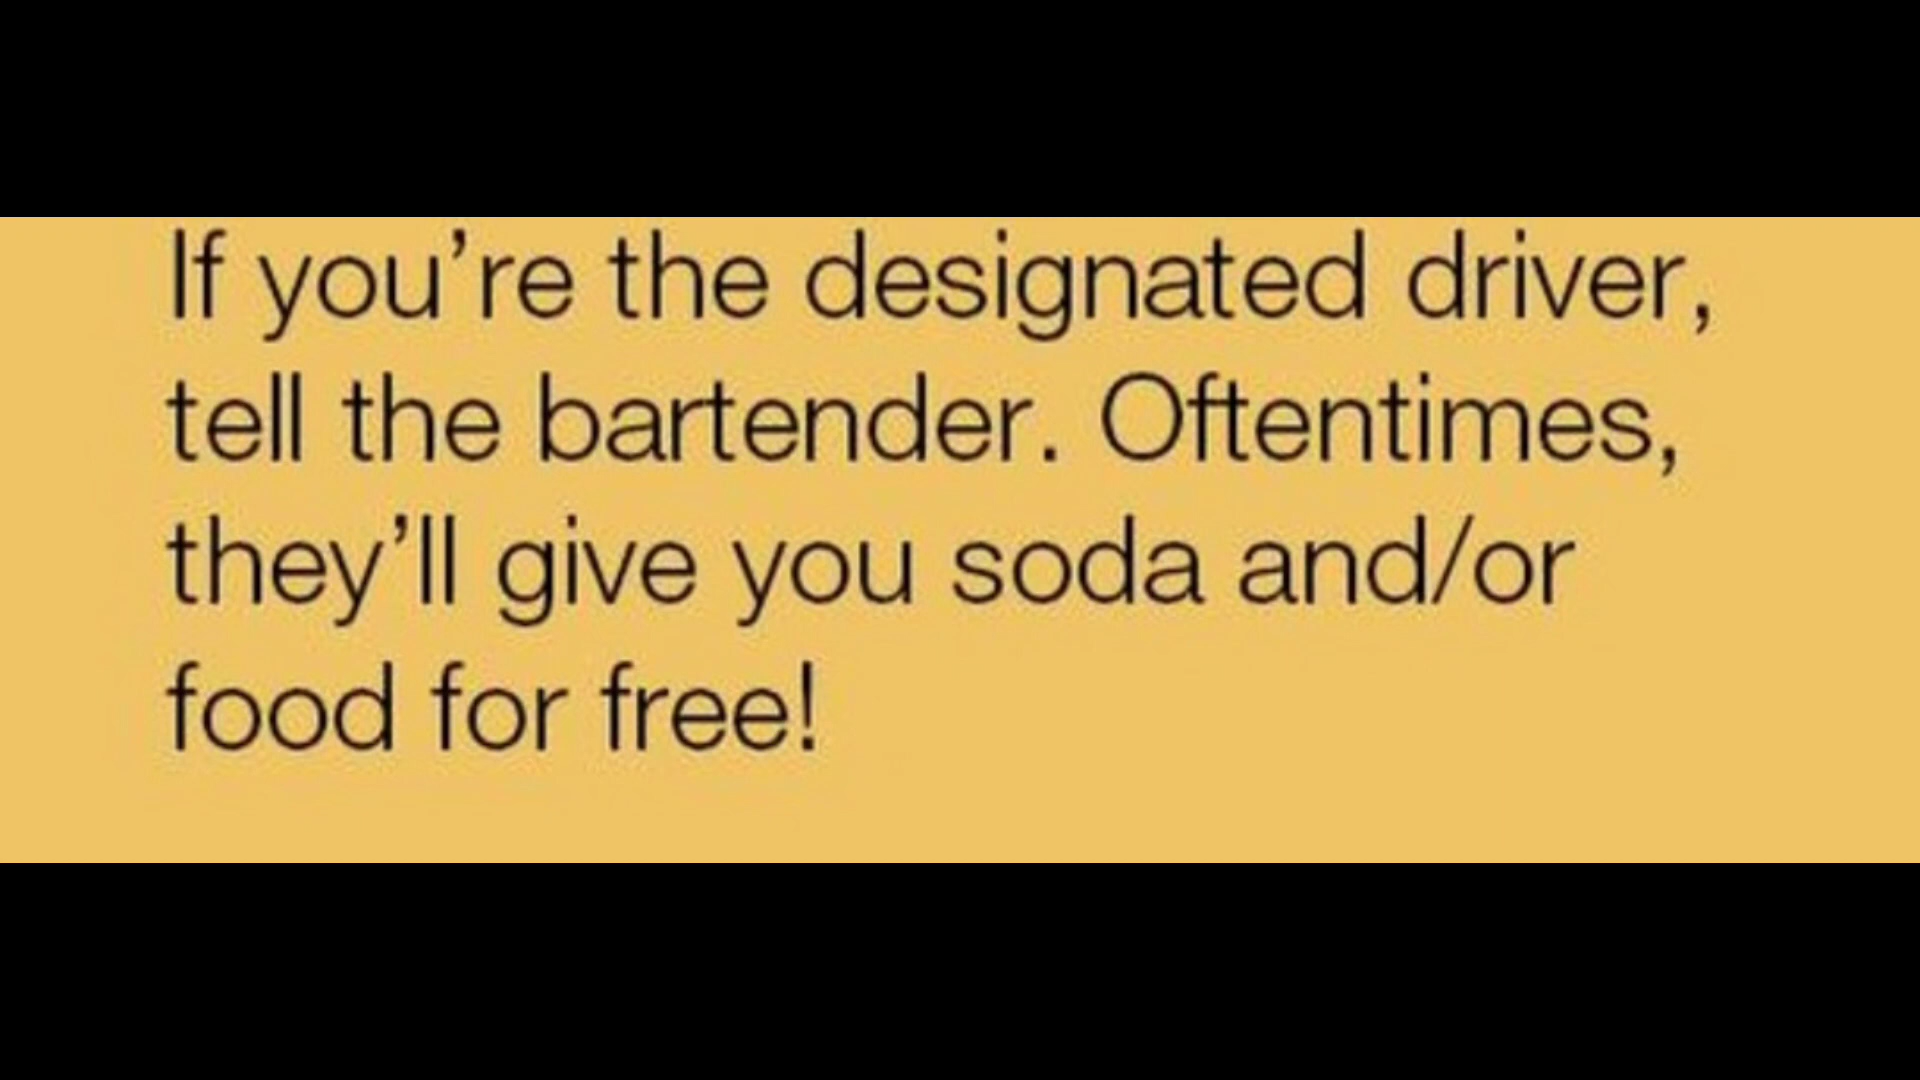 If you’re the designated driver,
tell the bartender. Oftentimes,
they’ll give you soda and/or
food for free!